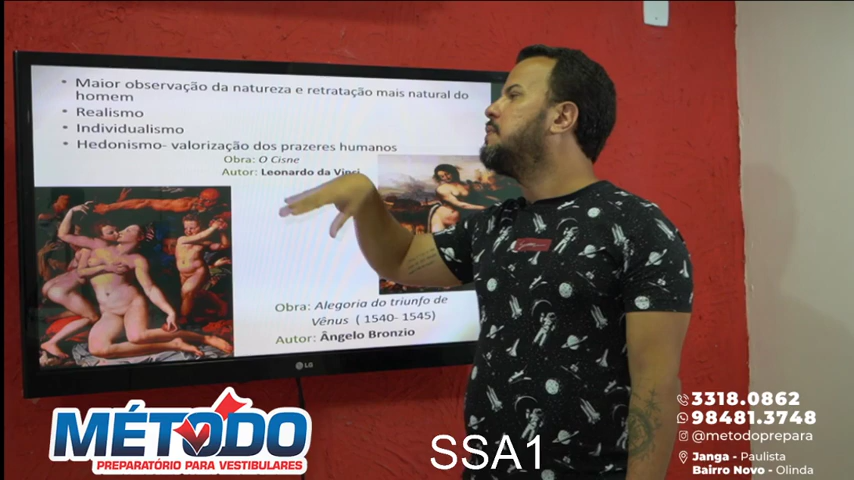 • Maior observação da natureza e retratação mais natural do
homem
• Realismo
• Individualismo
• Hedonismo- valorização dos prazeres humanos
Obra: O Cisne
Autor: Leonardo da Vinci
Obra: Alegoria do triunfo de
Vênus ( 1540- 1545)
Autor: Ângelo Bronzio
LG
MÉTODO
PREPARATÓRIO PARA VESTIBULARES
SSA1
3318.0862
98481.3748
@metodoprepara
Janga - Paulista
Bairro Novo - Olinda